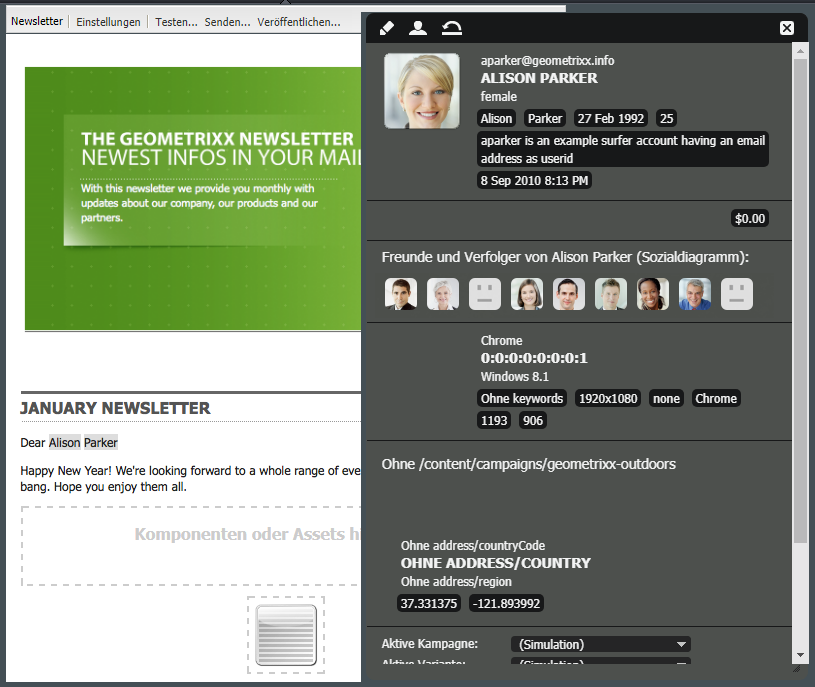 Newsletter Einstellungen Testen... Senden... Veröffentlichen...
THE GEOMETRIXX NEWSLETTER
NEWEST INFOS IN YOUR MAIL
With this newsletter we provide you monthly with
updates about our company, our products and our
partners.
JANUARY NEWSLETTER
Dear Alison Parker
Happy New Year! We're looking forward to a whole range of eve
bang. Hope you enjoy them all.
Komponenten oder Assets hi
aparker@geometrixx.info
ALISON PARKER
female
Alison Parker 27 Feb 1992 25
aparker is an example surfer account having an email
address as userid
8 Sep 2010 8:13 PM
$0.00
Freunde und Verfolger von Alison Parker (Sozialdiagramm):
Chrome
0:0:0:0:0:0:0:1
Windows 8.1
Ohne keywords 1920x1080 none Chrome
1193 906
Ohne /content/campaigns/geometrixx-outdoors
Ohne address/countryCode
OHNE ADDRESS/COUNTRY
Ohne address/region
37.331375 -121.893992
Aktive Kampagne: (Simulation)
Aktive Variante: (Simulation)